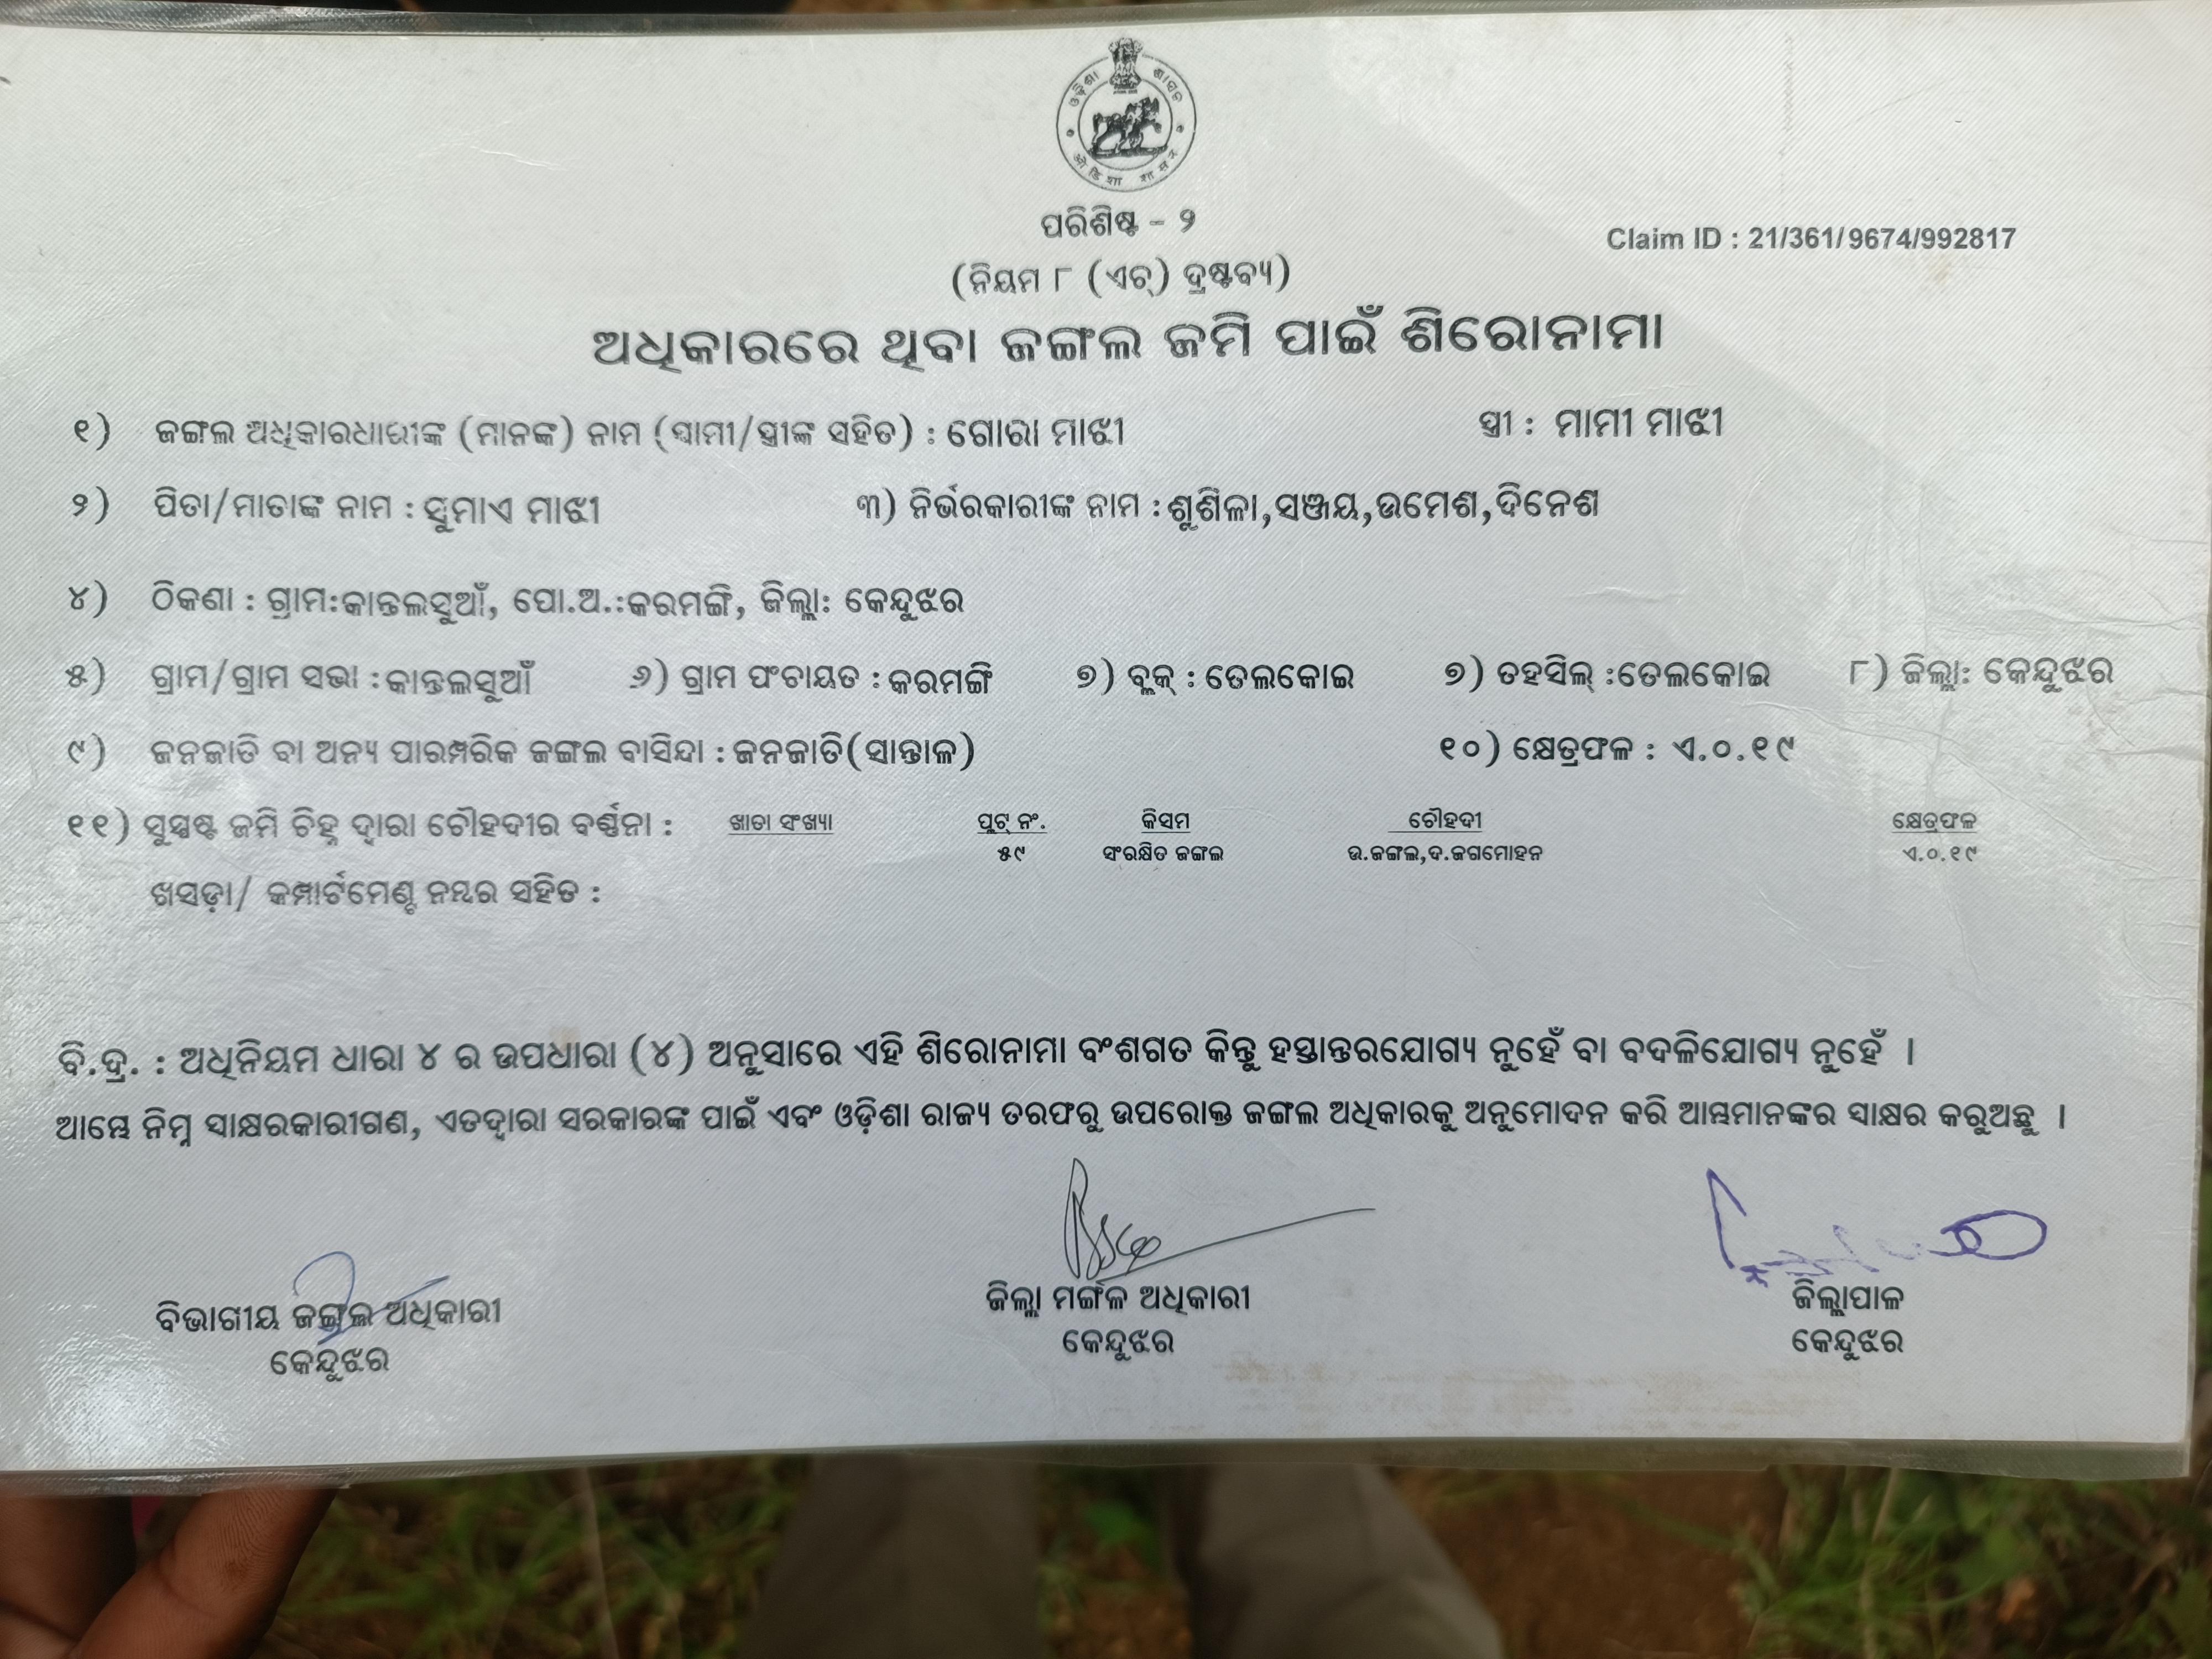 ଓଡ଼ିଶା ଶାସନ
ओडिशा शासन
ପରିଶିଷ୍ଟ - ୨
Claim ID : 21/361/9674/992817
(ନିୟମ ୮ (ଏଚ୍) ଦ୍ରଷ୍ଟବ୍ୟ)
ଅଧିକାରରେ ଥିବା ଜଙ୍ଗଲ ଜମି ପାଇଁ ଶିରୋନାମା
୧) ଜଙ୍ଗଲ ଅଧିକାରଧାରୀଙ୍କ (ମାନଙ୍କ) ନାମ (ସ୍ଵାମୀ/ସ୍ତ୍ରୀଙ୍କ ସହିତ) : ଗୋରା ମାଝୀ ସ୍ତ୍ରୀ : ମାମୀ ମାଝୀ
୨) ପିତା/ମାତାଙ୍କ ନାମ : ସୁମାଏ ମାଝୀ ୩) ନିର୍ଭରକାରୀଙ୍କ ନାମ : ଶୁଶିଳା,ସଞ୍ଜୟ,ଉମେଶ,ଦିନେଶ
୪) ଠିକଣା : ଗ୍ରାମ:କାନ୍ତଲସୁଆଁ, ପୋ.ଅ.:କରମଙ୍ଗି, ଜିଲ୍ଲା: କେନ୍ଦୁଝର
୫) ଗ୍ରାମ/ଗ୍ରାମ ସଭା : କାନ୍ତଲସୁଆଁ ୬) ଗ୍ରାମ ପଂଚାୟତ : କରମଙ୍ଗି ୭) ବ୍ଲକ୍ : ତେଲକୋଇ ୭) ତହସିଲ୍ :ତେଲକୋଇ ୮) ଜିଲ୍ଲା: କେନ୍ଦୁଝର
୯) ଜନଜାତି ବା ଅନ୍ୟ ପାରମ୍ପରିକ ଜଙ୍ଗଲ ବାସିନ୍ଦା : ଜନଜାତି(ସାନ୍ତାଳ) ୧୦) କ୍ଷେତ୍ରଫଳ : ଏ.୦.୧୯
୧୧) ସୁସ୍ପଷ୍ଟ ଜମି ଚିହ୍ନ ଦ୍ୱାରା ଚୌହଦୀର ବର୍ଣ୍ଣନା : ଖାତା ସଂଖ୍ୟା ପ୍ଲଟ୍ ନଂ. କିସମ ଚୌହଦୀ କ୍ଷେତ୍ରଫଳ
୫୯ ସଂରକ୍ଷିତ ଜଙ୍ଗଲ ଉ.ଜଙ୍ଗଲ,ଦ.ଜଗମୋହନ ଏ.୦.୧୯
ଖସଡ଼ା/ କମ୍ପାର୍ଟମେଣ୍ଟ ନମ୍ବର ସହିତ :
ବି.ଦ୍ର. : ଅଧିନିୟମ ଧାରା ୪ ର ଉପଧାରା (୪) ଅନୁସାରେ ଏହି ଶିରୋନାମା ବଂଶଗତ କିନ୍ତୁ ହସ୍ତାନ୍ତରଯୋଗ୍ୟ ନୁହେଁ ବା ବଦଳିଯୋଗ୍ୟ ନୁହେଁ ।
ଆମ୍ଭେ ନିମ୍ନ ସାକ୍ଷରକାରୀଗଣ, ଏତଦ୍ୱାରା ସରକାରଙ୍କ ପାଇଁ ଏବଂ ଓଡ଼ିଶା ରାଜ୍ୟ ତରଫରୁ ଉପରୋକ୍ତ ଜଙ୍ଗଲ ଅଧିକାରକୁ ଅନୁମୋଦନ କରି ଆମ୍ଭମାନଙ୍କର ସାକ୍ଷର କରୁଅଛୁ ।
ବିଭାଗୀୟ ଜଙ୍ଗଲ ଅଧିକାରୀ ଜିଲ୍ଲା ମଙ୍ଗଳ ଅଧିକାରୀ ଜିଲ୍ଲାପାଳ
କେନ୍ଦୁଝର କେନ୍ଦୁଝର କେନ୍ଦୁଝର